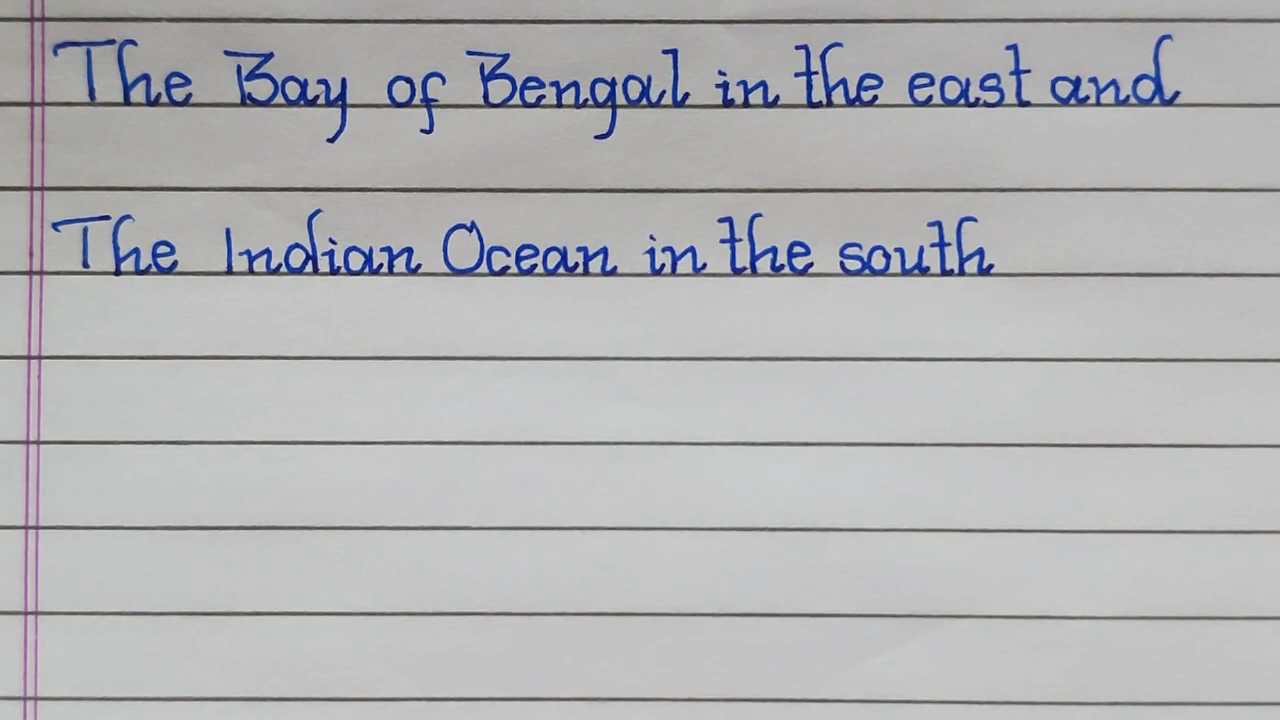 The Bay of Bengal in the east and
The Indian Ocean in the south